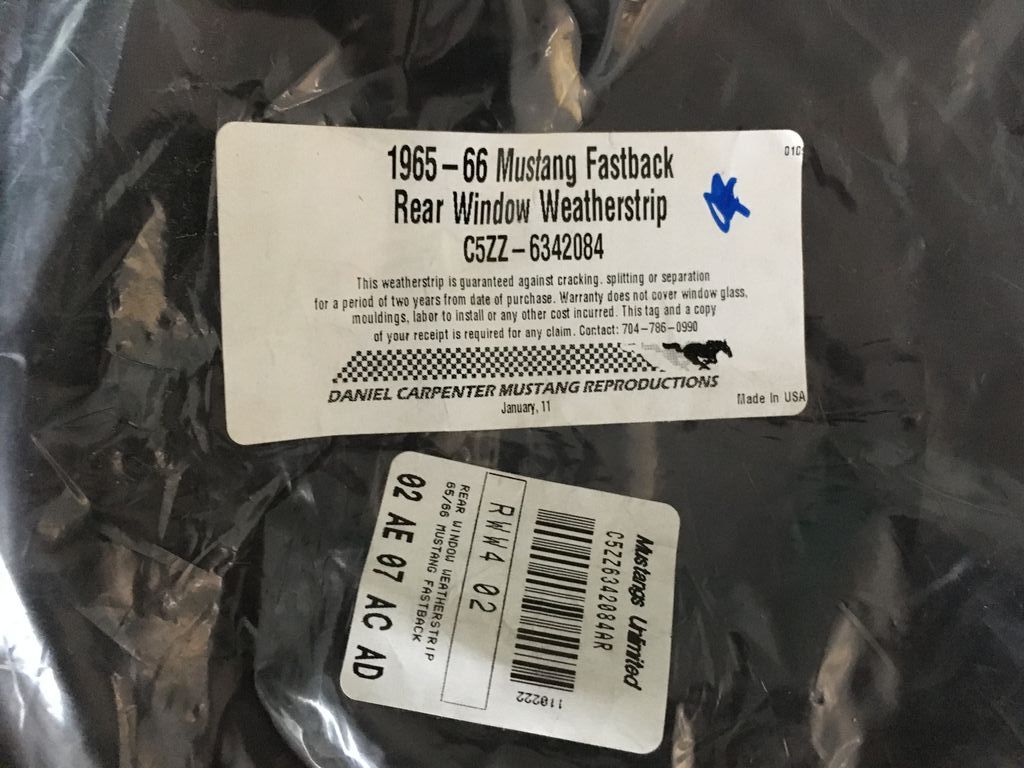 1965-66 Mustang Fastback
Rear Window Weatherstrip
C5ZZ-6342084
This weatherstrip is guaranteed against cracking, splitting or separation
for a period of two years from date of purchase. Warranty does not cover window glass,
mouldings, labor to install or any other cost incurred. This tag and a copy
of your receipt is required for any claim. Contact: 704-786-0990
DANIEL CARPENTER MUSTANG REPRODUCTIONS
January, 11
Made In USA
Mustangs Unlimited
C5ZZ6342084AR
110222
RWW4 02
REAR WINDOW WEATHERSTRIP
65/66 MUSTANG FASTBACK
02 AE 07 AC AD